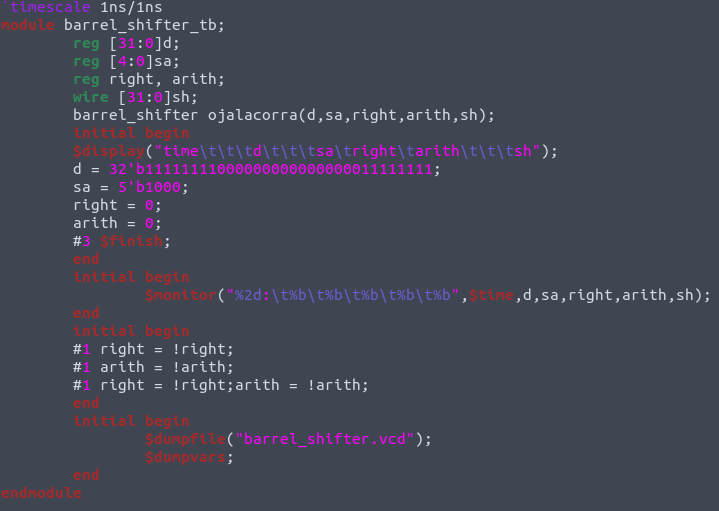 `timescale 1ns/1ns
module barrel_shifter_tb;
reg [31:0]d;
reg [4:0]sa;
reg right, arith;
wire [31:0]sh;
barrel_shifter ojalacorra(d,sa,right,arith,sh);
initial begin
$display("time\t\t\td\t\t\tsa\tright\tarith\t\t\tsh");
d = 32'b11111111000000000000000011111111;
sa = 5'b1000;
right = 0;
arith = 0;
#3 $finish;
end
initial begin
$monitor("%2d:\t%b\t%b\t%b\t%b\t%b",$time,d,sa,right,arith,sh);
end
initial begin
#1 right = !right;
#1 arith = !arith;
#1 right = !right;arith = !arith;
end
initial begin
$dumpfile("barrel_shifter.vcd");
$dumpvars;
end
endmodule